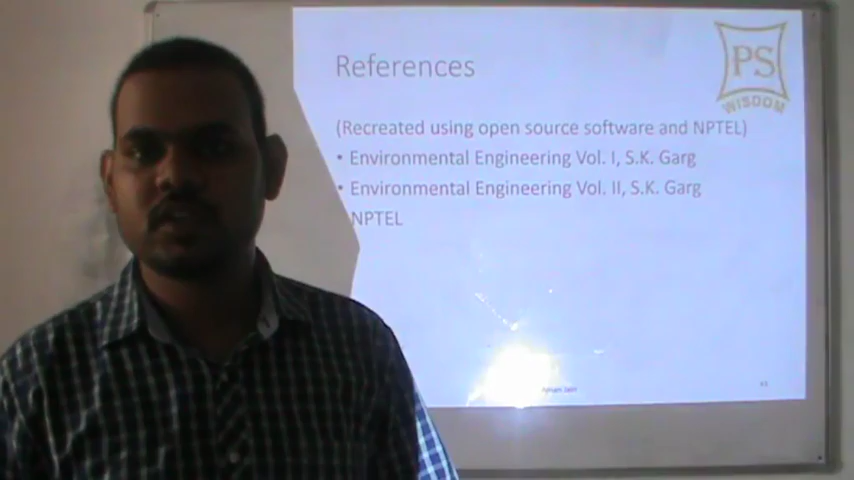 References
PS
WISDOM
(Recreated using open source software and NPTEL)
• Environmental Engineering Vol. I, S.K. Garg
• Environmental Engineering Vol. II, S.K. Garg
NPTEL